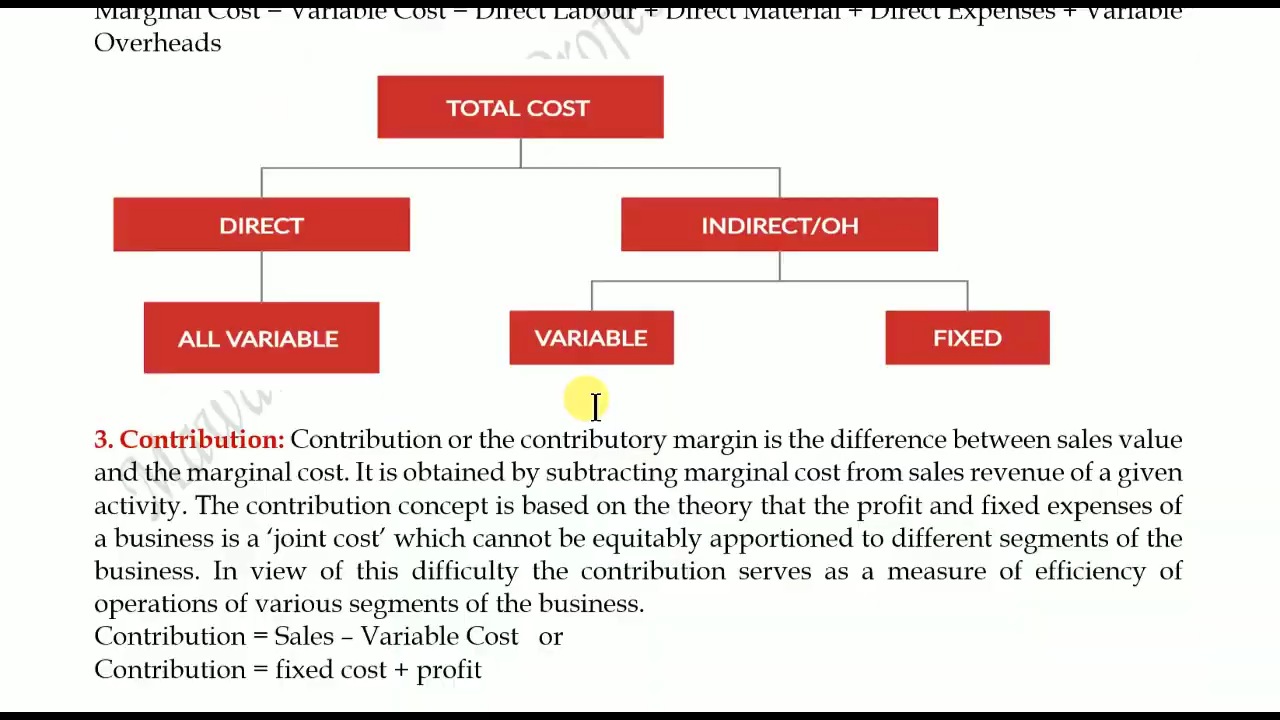 Marginal Cost = Variable Cost = Direct Labour + Direct Material + Direct Expenses + Variable
Overheads
TOTAL COST
DIRECT
INDIRECT/OH
ALL VARIABLE
VARIABLE
FIXED
3. Contribution: Contribution or the contributory margin is the difference between sales value
and the marginal cost. It is obtained by subtracting marginal cost from sales revenue of a given
activity. The contribution concept is based on the theory that the profit and fixed expenses of
a business is a ‘joint cost’ which cannot be equitably apportioned to different segments of the
business. In view of this difficulty the contribution serves as a measure of efficiency of
operations of various segments of the business.
Contribution = Sales – Variable Cost or
Contribution = fixed cost + profit